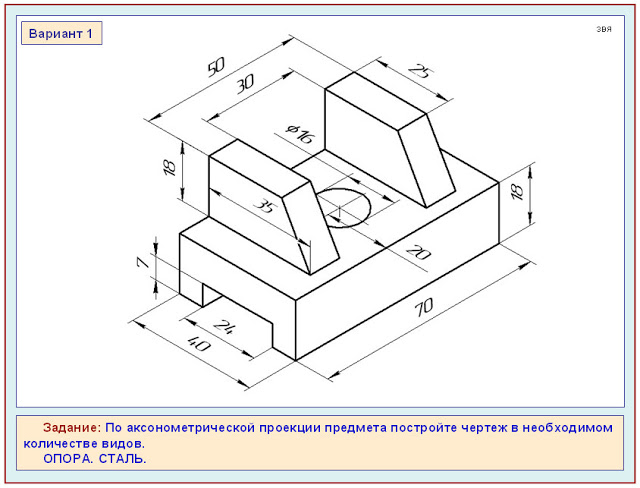 Вариант 1
звя
50
30
25
ϕ16
18
35
18
20
7
24
40
70
Задание: По аксонометрической проекции предмета постройте чертеж в необходимом
количестве видов.
ОПОРА. СТАЛЬ.